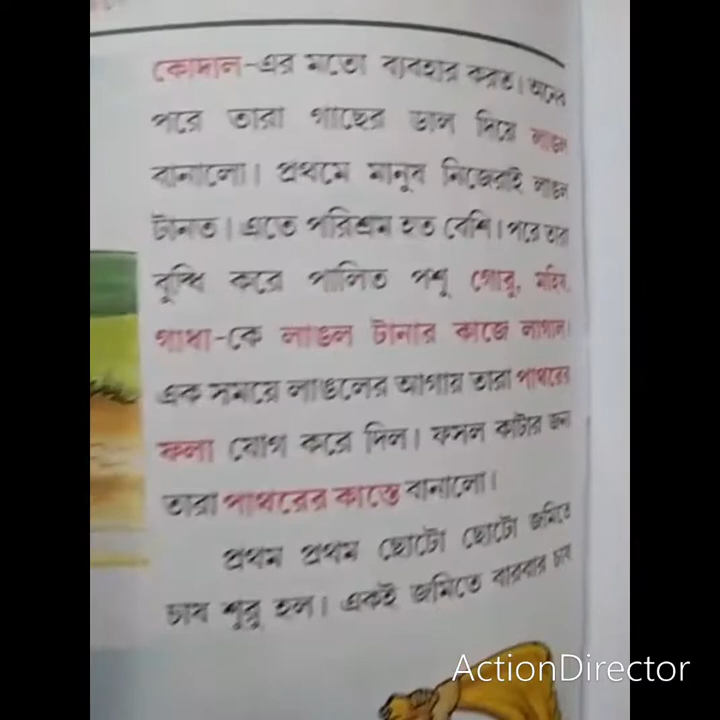 কোদাল-এর মতো ব্যবহার করত। অনেক
পরে তারা গাছের ডাল দিয়ে লাঙল
বানালো। প্রথমে মানুষ নিজেরাই লাঙল
টানত। এতে পরিশ্রম হত বেশি। পরে তারা
বুদ্ধি করে পালিত পশু গোরু, মহিষ,
গাধা-কে লাঙল টানার কাজে লাগাল।
এক সময়ে লাঙলের আগায় তারা পাথরের
ফলা যোগ করে দিল। ফসল কাটার জন্য
তারা পাথরের কাস্তে বানালো।
প্রথম প্রথম ছোটো ছোটো জমিতে
চাষ শুরু হল। একই জমিতে বারবার চাষ
ActionDirector